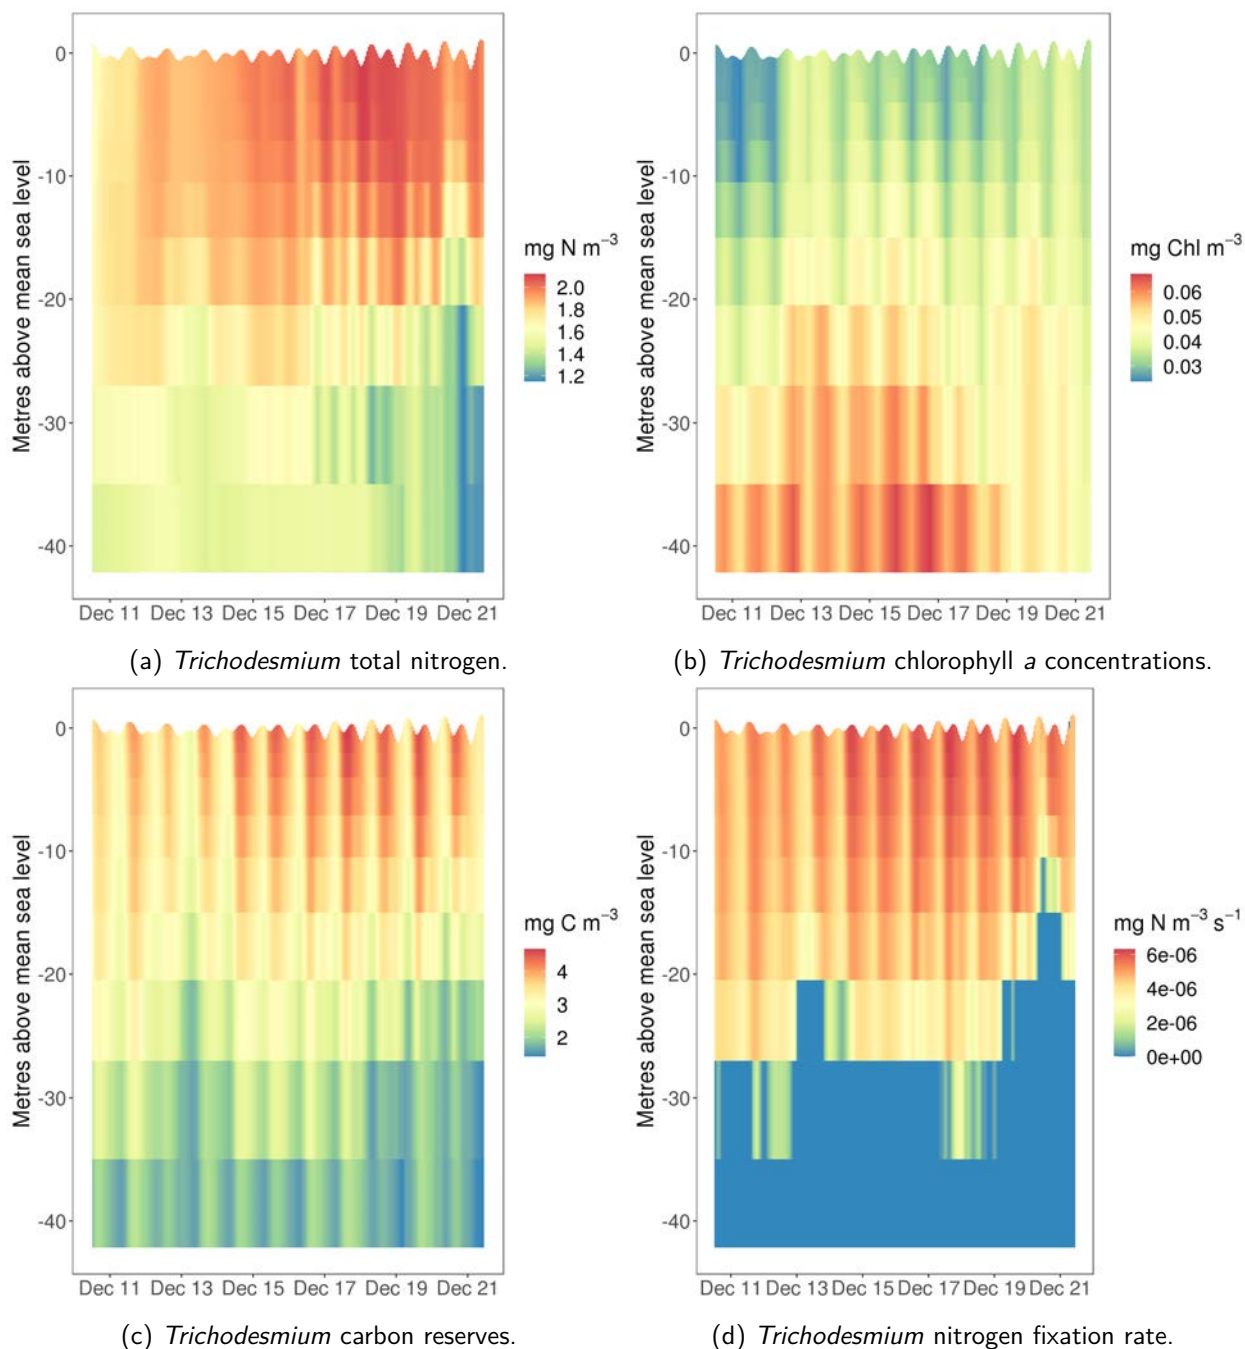 0
-10
-20
-30
-40
Metres above mean sea level
Dec 11 Dec 13 Dec 15 Dec 17 Dec 19 Dec 21
mg N m⁻³
2.0
1.8
1.6
1.4
1.2
(a) Trichodesmium total nitrogen.
0
-10
-20
-30
-40
Metres above mean sea level
Dec 11 Dec 13 Dec 15 Dec 17 Dec 19 Dec 21
mg Chl m⁻³
0.06
0.05
0.04
0.03
(b) Trichodesmium chlorophyll a concentrations.
0
-10
-20
-30
-40
Metres above mean sea level
Dec 11 Dec 13 Dec 15 Dec 17 Dec 19 Dec 21
mg C m⁻³
4
3
2
(c) Trichodesmium carbon reserves.
0
-10
-20
-30
-40
Metres above mean sea level
Dec 11 Dec 13 Dec 15 Dec 17 Dec 19 Dec 21
mg N m⁻³ s⁻¹
6e-06
4e-06
2e-06
0e+00
(d) Trichodesmium nitrogen fixation rate.